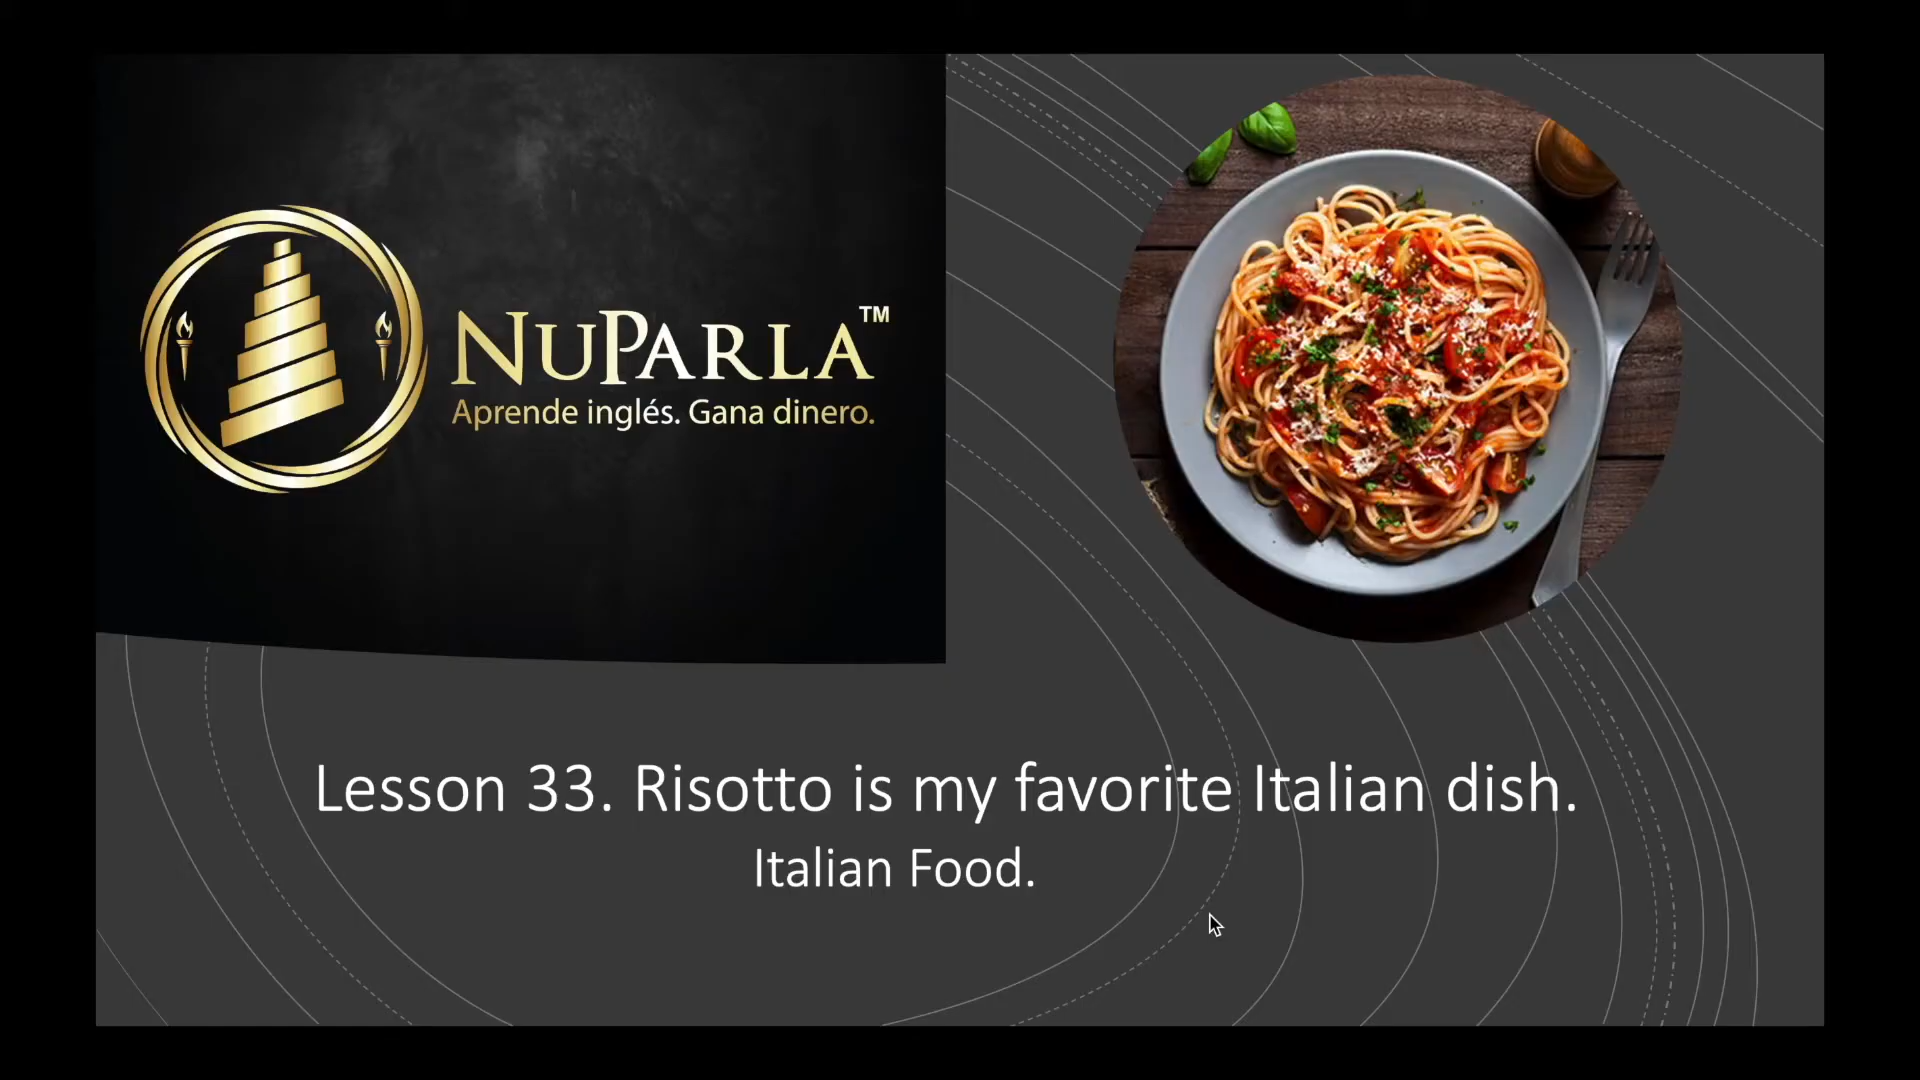 NUPARLA™
Aprende inglés. Gana dinero.
Lesson 33. Risotto is my favorite Italian dish.
Italian Food.